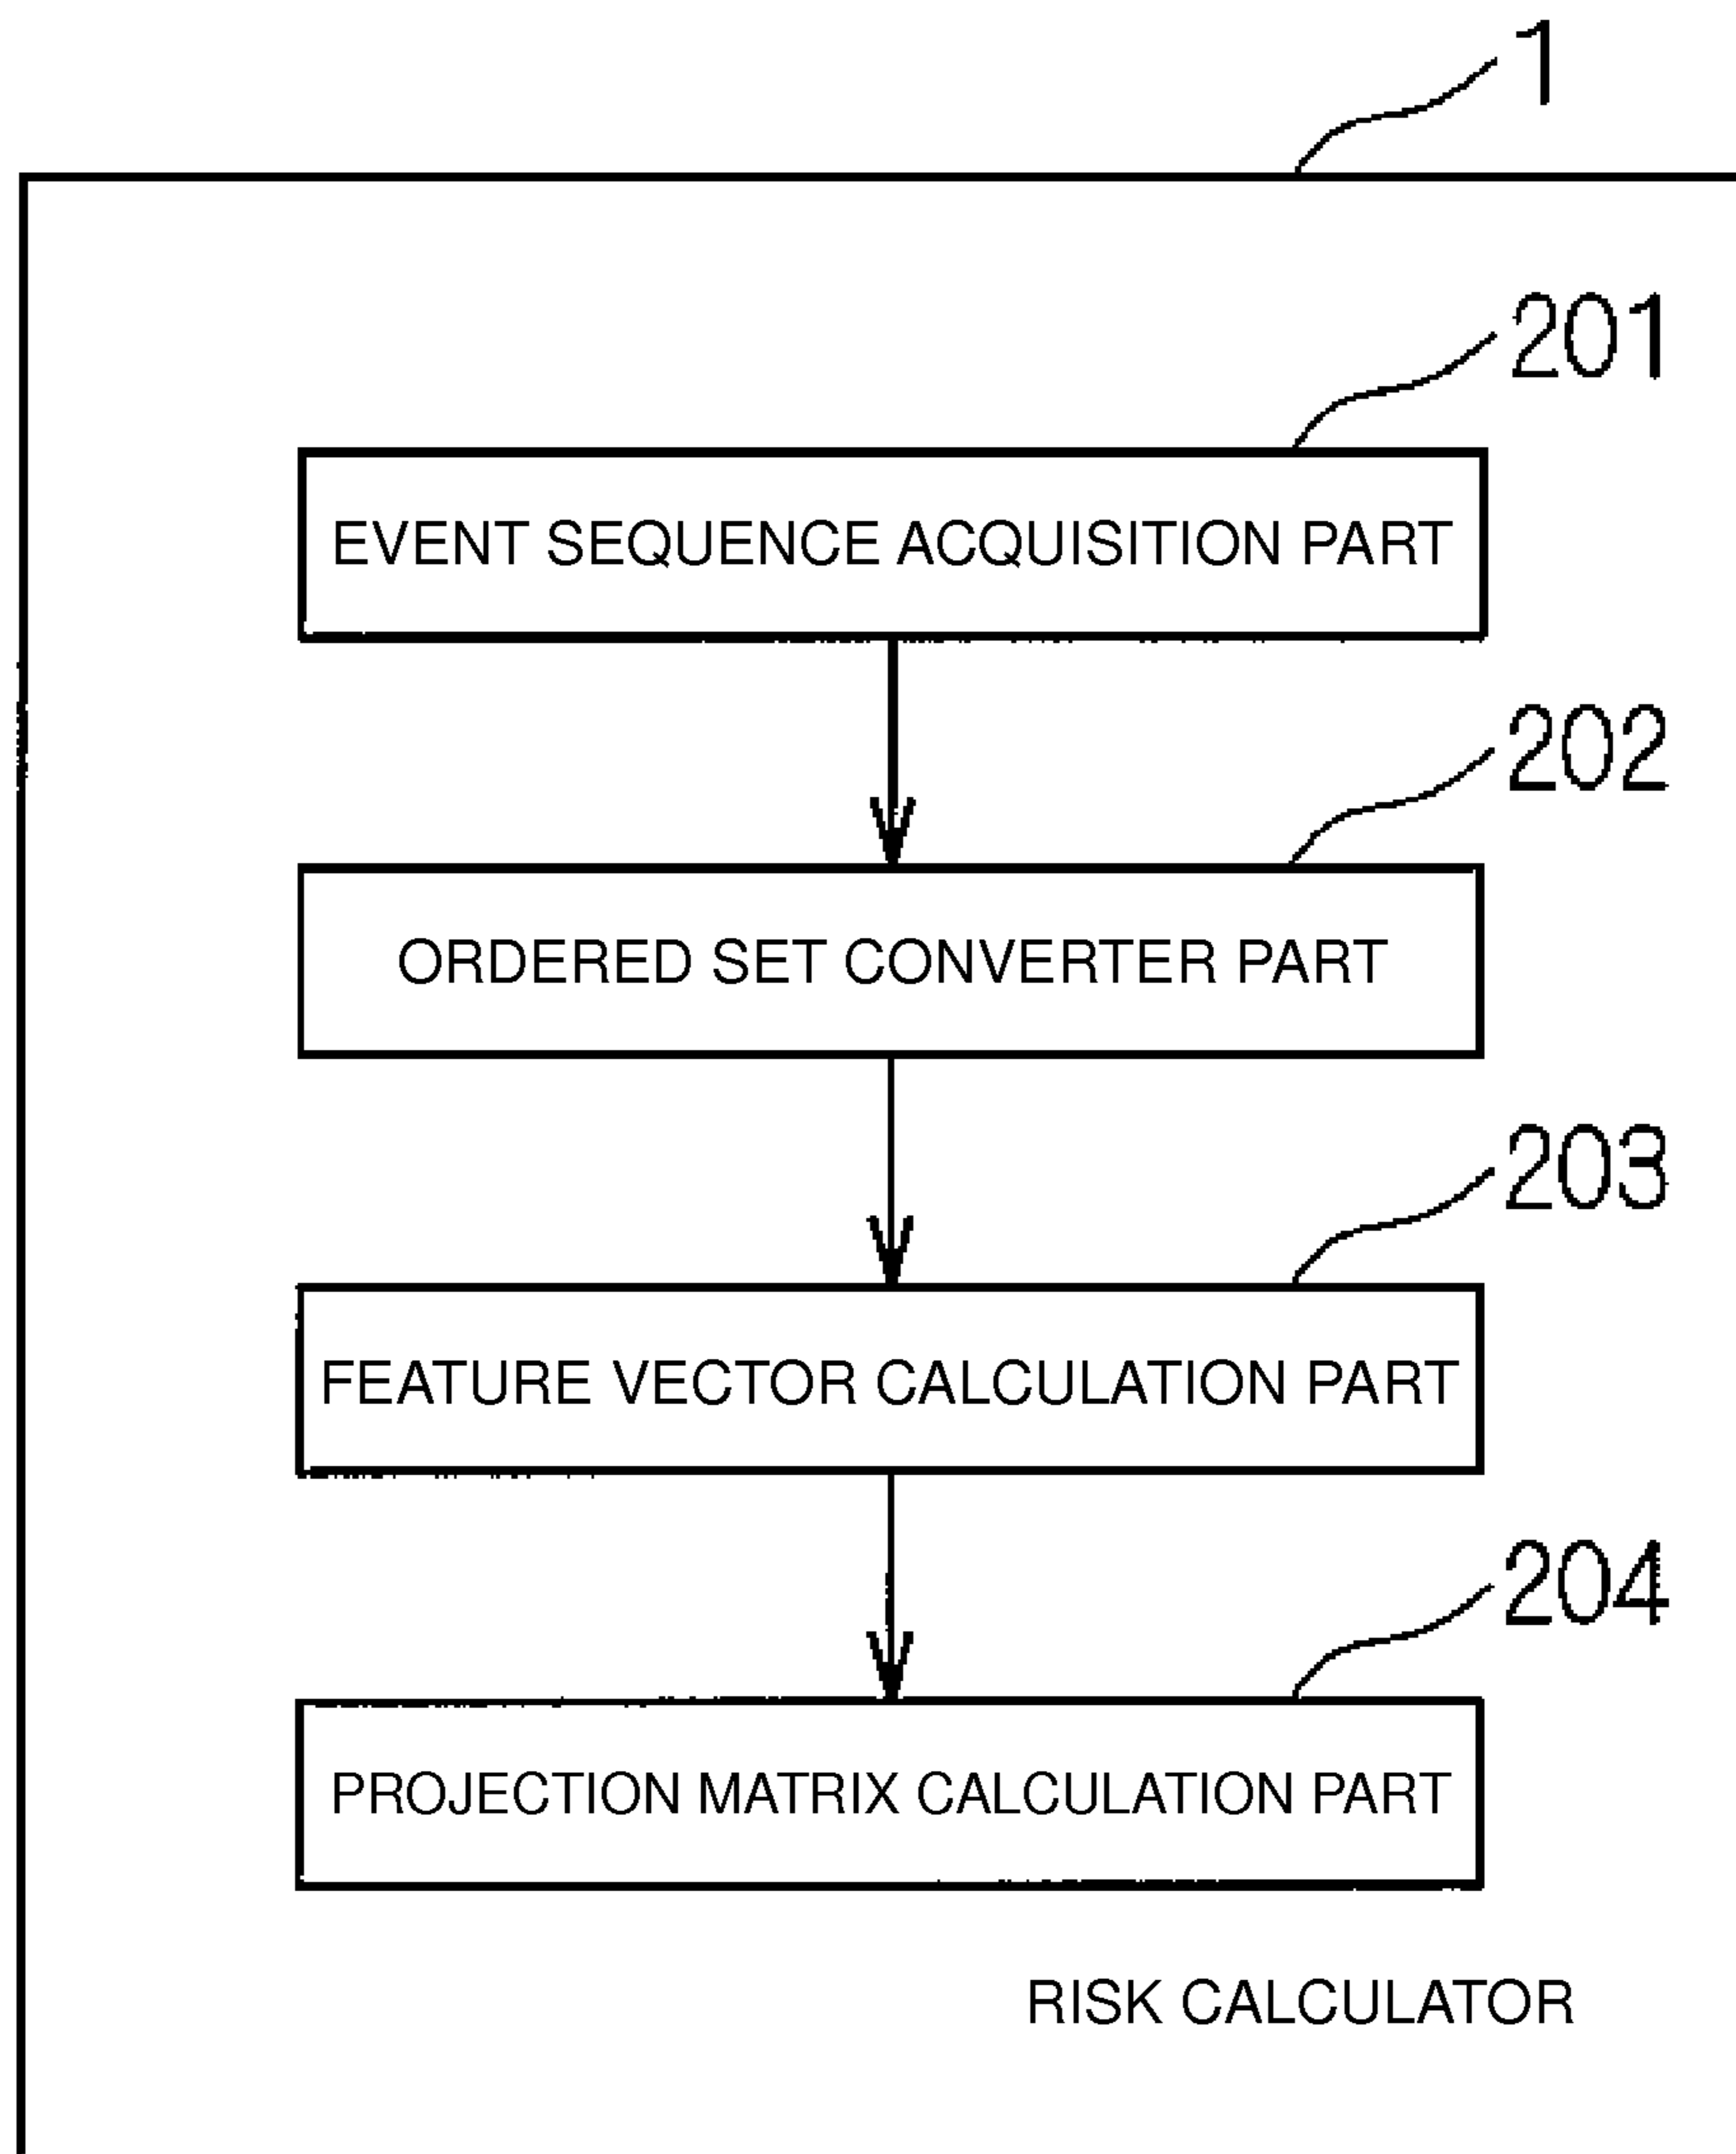 1
201
EVENT SEQUENCE ACQUISITION PART
202
ORDERED SET CONVERTER PART
203
FEATURE VECTOR CALCULATION PART
204
PROJECTION MATRIX CALCULATION PART
RISK CALCULATOR